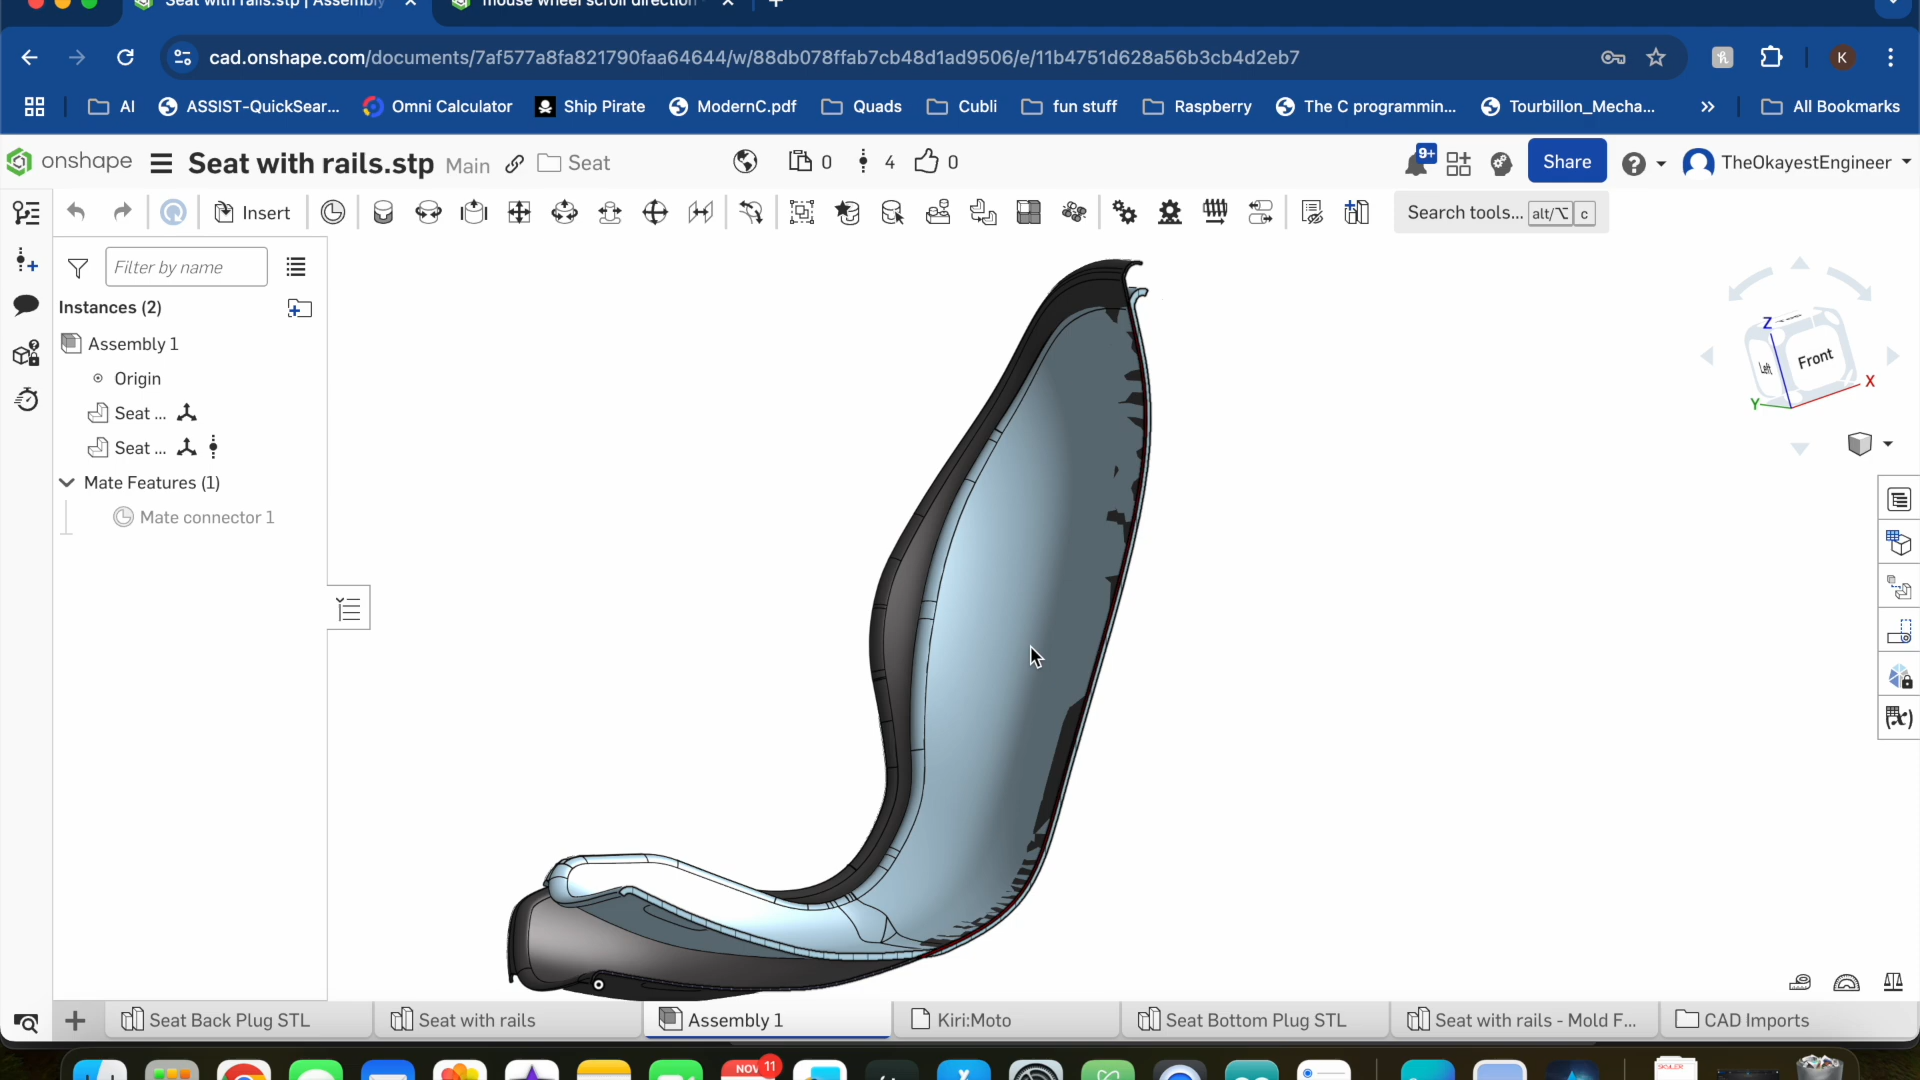 Seat with rails.stp | Assembly
mouse wheel scroll direction
cad.onshape.com/documents/7af577a8fa821790faa64644/w/88db078ffab7cb48d1ad9506/e/11b4751d628a56b3cb4d2eb7
K
AI
ASSIST-QuickSear...
Omni Calculator
Ship Pirate
ModernC.pdf
Quads
Cubli
fun stuff
Raspberry
The C programmin...
Tourbillon_Mecha...
All Bookmarks
onshape
Seat with rails.stp
Main
Seat
0
4
0
9+
Share
TheOkayestEngineer
Insert
Search tools... alt/⌥ c
Filter by name
Instances (2)
Assembly 1
Origin
Seat ...
Seat ...
Mate Features (1)
Mate connector 1
Z
Left
Front
X
Y
Seat Back Plug STL
Seat with rails
Assembly 1
Kiri:Moto
Seat Bottom Plug STL
Seat with rails - Mold F...
CAD Imports
NOV
11
SKYLER